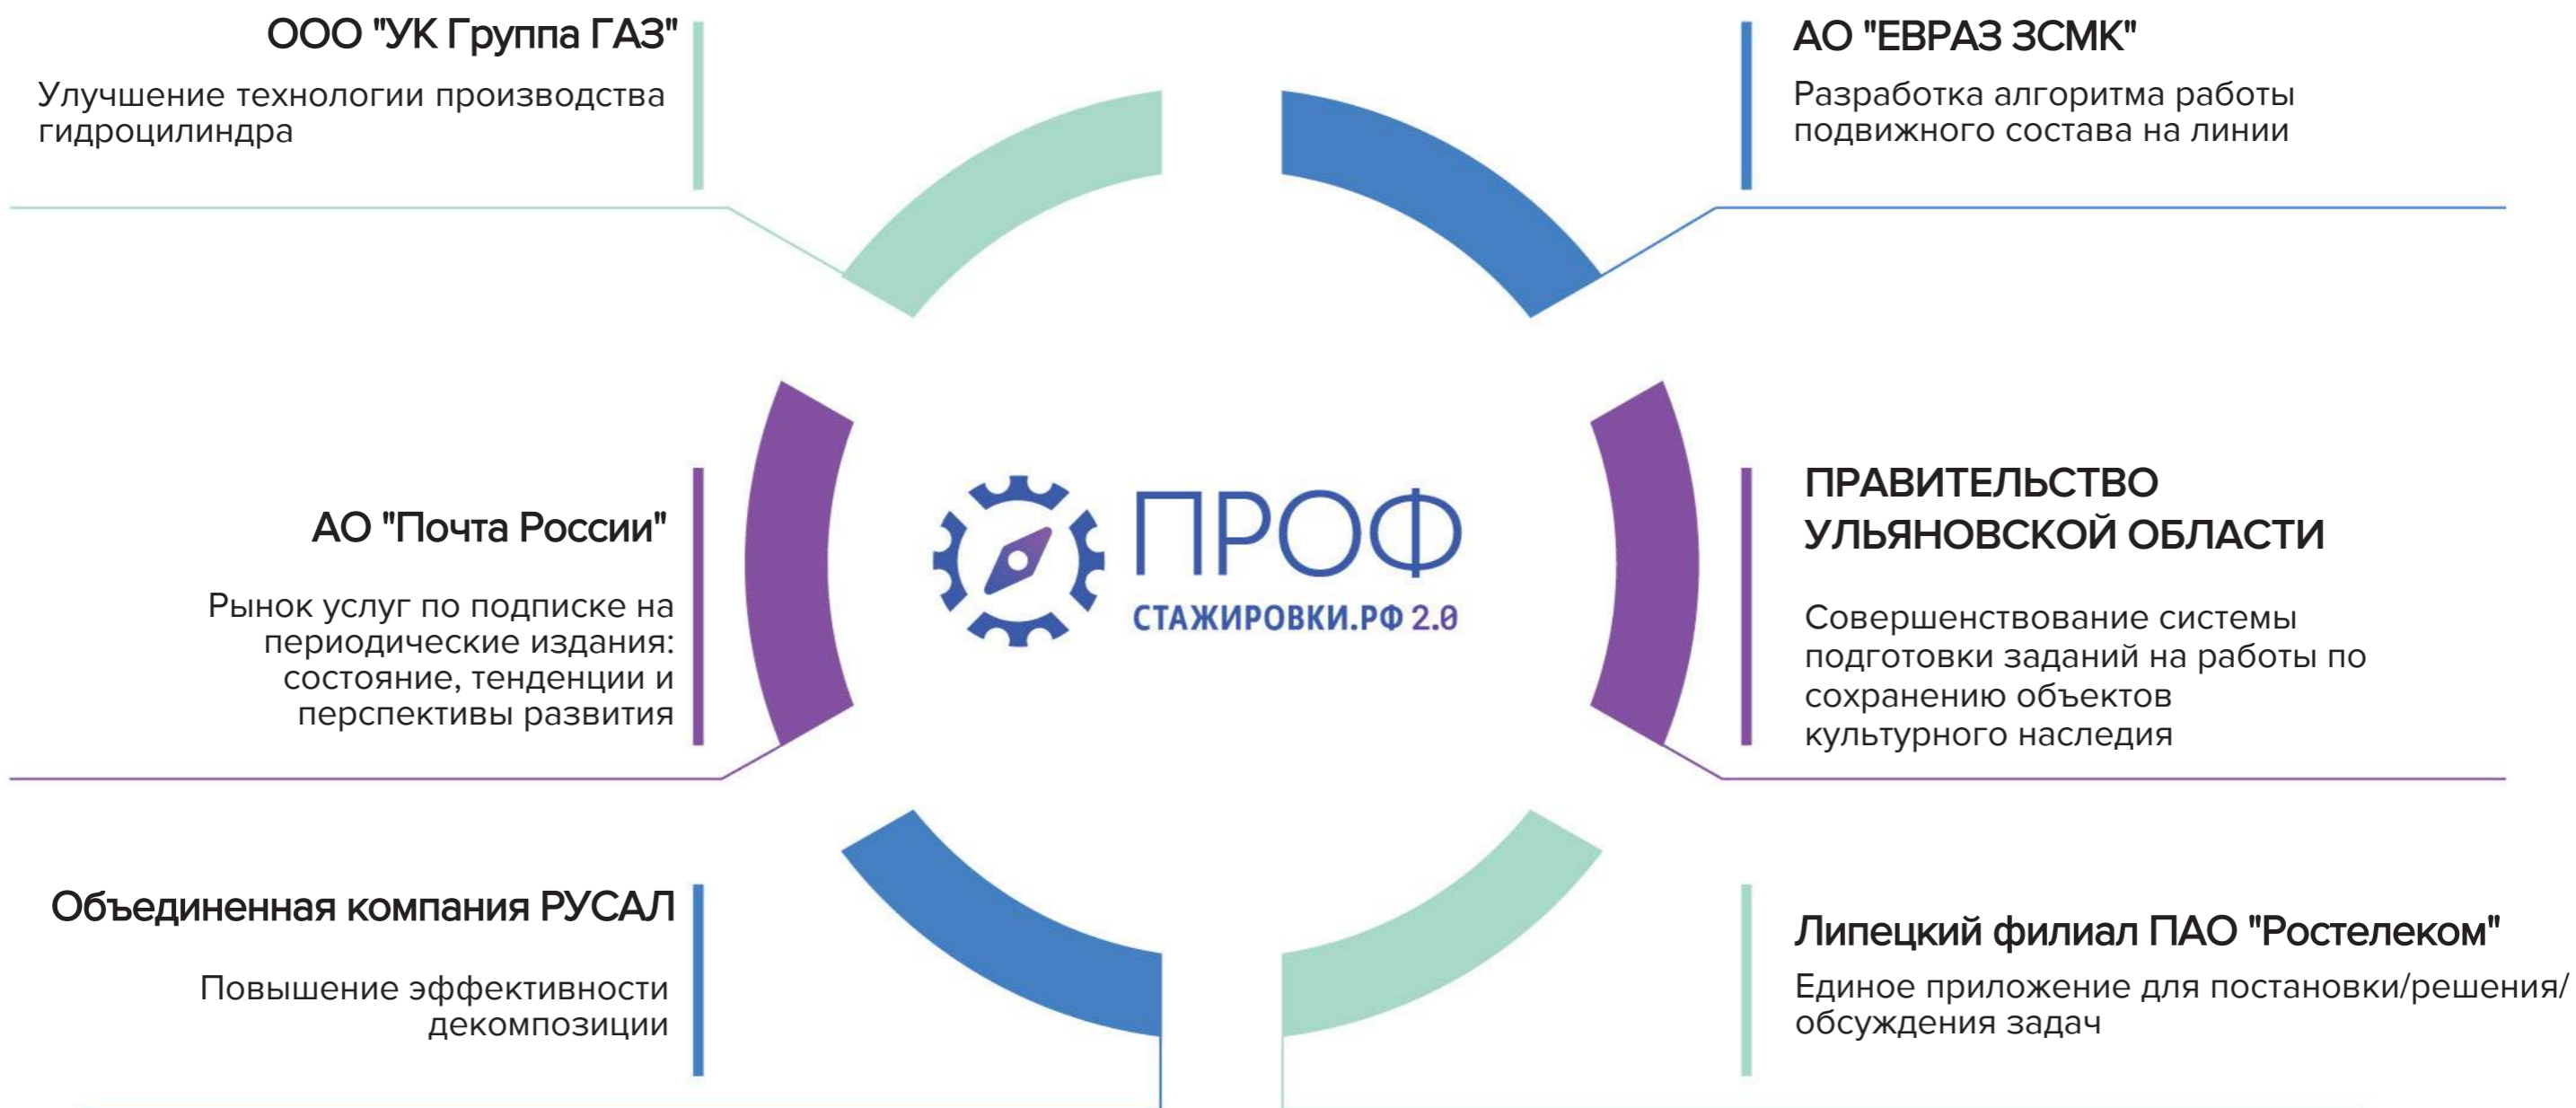 ООО "УК Группа ГАЗ"
Улучшение технологии производства
гидроцилиндра
АО "ЕВРАЗ ЗСМК"
Разработка алгоритма работы
подвижного состава на линии
АО "Почта России"
Рынок услуг по подписке на
периодические издания:
состояние, тенденции и
перспективы развития
ПРОФ
СТАЖИРОВКИ.РФ 2.0
ПРАВИТЕЛЬСТВО
УЛЬЯНОВСКОЙ ОБЛАСТИ
Совершенствование системы
подготовки заданий на работы по
сохранению объектов
культурного наследия
Объединенная компания РУСАЛ
Повышение эффективности
декомпозиции
Липецкий филиал ПАО "Ростелеком"
Единое приложение для постановки/решения/
обсуждения задач